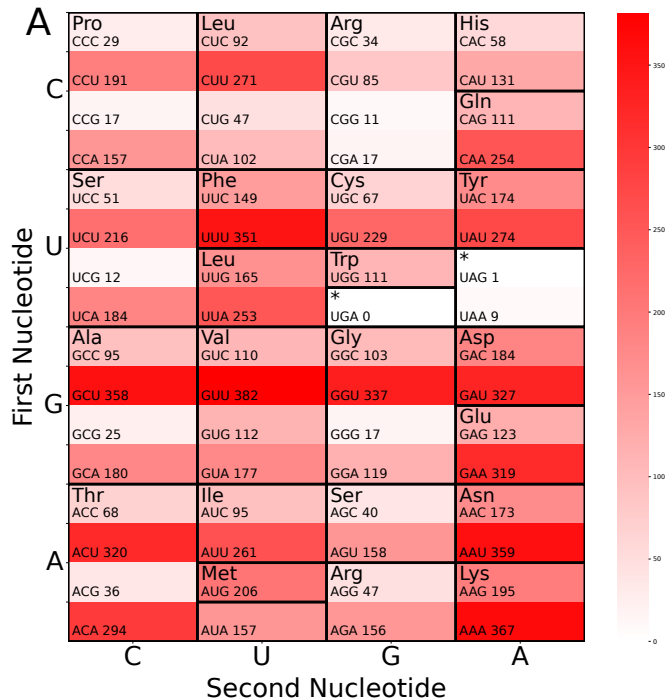 A
Pro Leu Arg His
CCC 29 CUC 92 CGC 34 CAC 58
CCU 191 CUU 271 CGU 85 CAU 131
C
Gln
CCG 17 CUG 47 CGG 11 CAG 111
CCA 157 CUA 102 CGA 17 CAA 254
Ser Phe Cys Tyr
UCC 51 UUC 149 UGC 67 UAC 174
UCU 216 UUU 351 UGU 229 UAU 274
U
Leu Trp *
UCG 12 UUG 165 UGG 111 UAG 1
*
UCA 184 UUA 253 UGA 0 UAA 9
Ala Val Gly Asp
GCC 95 GUC 110 GGC 103 GAC 184
GCU 358 GUU 382 GGU 337 GAU 327
G
Glu
GCG 25 GUG 112 GGG 17 GAG 123
GCA 180 GUA 177 GGA 119 GAA 319
Thr Ile Ser Asn
ACC 68 AUC 95 AGC 40 AAC 173
ACU 320 AUU 261 AGU 158 AAU 359
A
Met Arg Lys
ACG 36 AUG 206 AGG 47 AAG 195
ACA 294 AUA 157 AGA 156 AAA 367
C U G A
Second Nucleotide
First Nucleotide
350
300
250
200
150
100
50
0